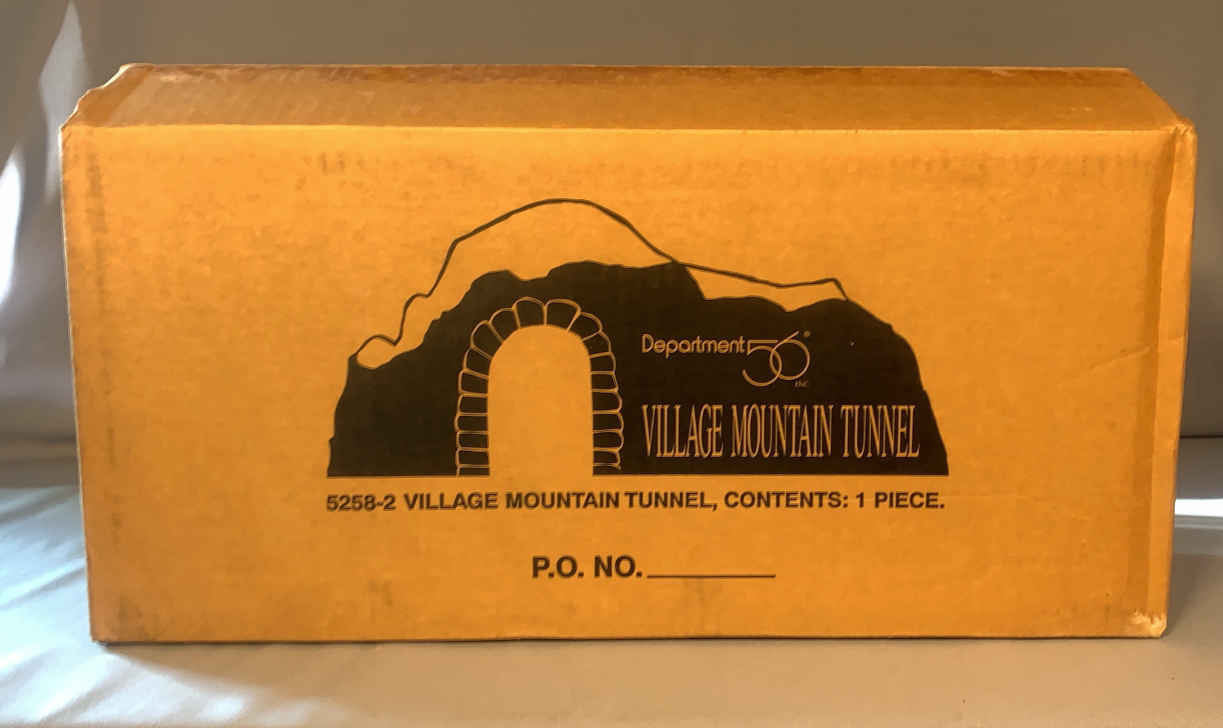 Department 56®
INC
VILLAGE MOUNTAIN TUNNEL
5258-2 VILLAGE MOUNTAIN TUNNEL, CONTENTS: 1 PIECE.
P.O. NO.